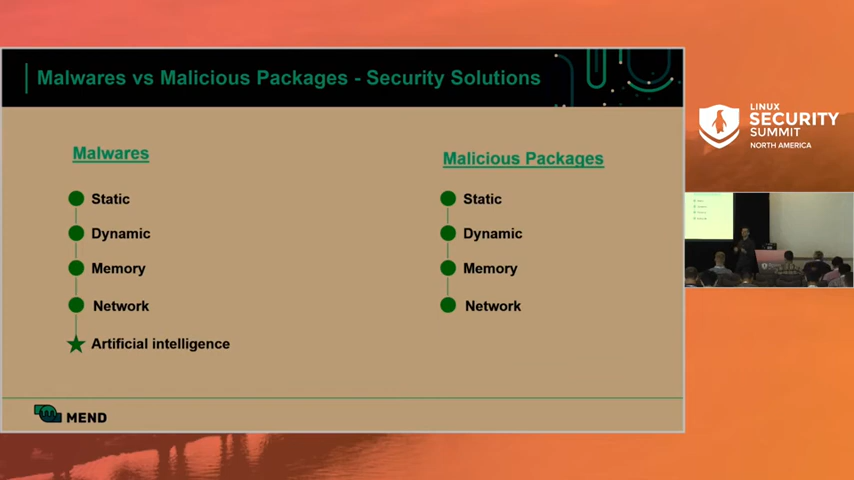 Malwares vs Malicious Packages - Security Solutions
Malwares
Static
Dynamic
Memory
Network
Artificial intelligence
Malicious Packages
Static
Dynamic
Memory
Network
MEND
LINUX
SECURITY
SUMMIT
NORTH AMERICA